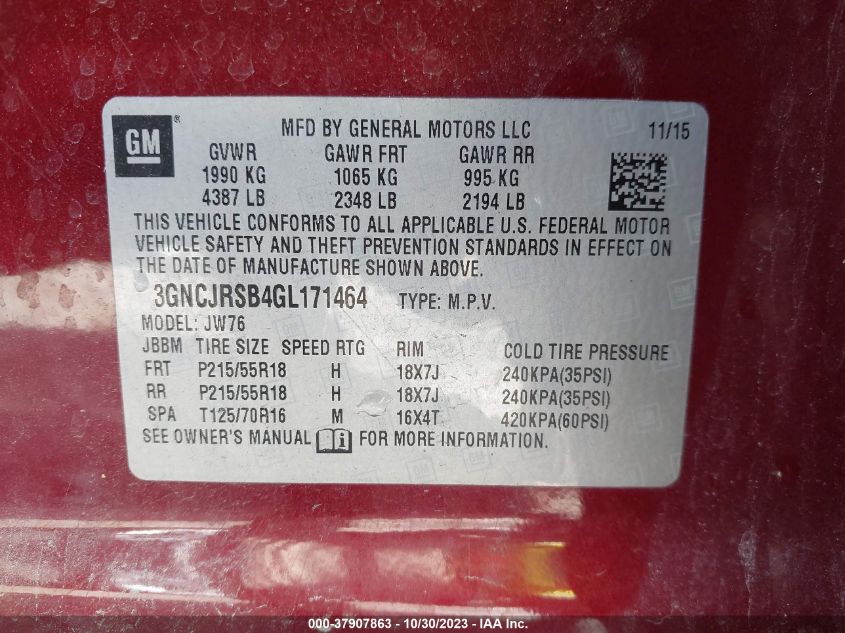 GM ®
MFD BY GENERAL MOTORS LLC 11/15
GVWR GAWR FRT GAWR RR
1990 KG 1065 KG 995 KG
4387 LB 2348 LB 2194 LB
THIS VEHICLE CONFORMS TO ALL APPLICABLE U.S. FEDERAL MOTOR
VEHICLE SAFETY AND THEFT PREVENTION STANDARDS IN EFFECT ON
THE DATE OF MANUFACTURE SHOWN ABOVE.
3GNCJRSB4GL171464 TYPE: M.P.V.
MODEL: JW76
JBBM TIRE SIZE SPEED RTG RIM COLD TIRE PRESSURE
FRT P215/55R18 H 18X7J 240KPA(35PSI)
RR P215/55R18 H 18X7J 240KPA(35PSI)
SPA T125/70R16 M 16X4T 420KPA(60PSI)
SEE OWNER'S MANUAL i FOR MORE INFORMATION.
000-37907863 - 10/30/2023 - IAA Inc.